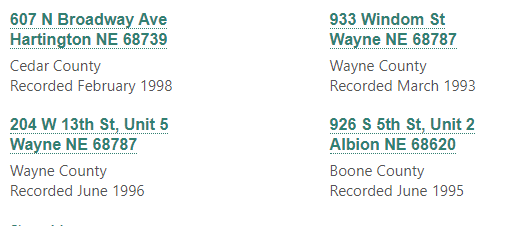 607 N Broadway Ave
Hartington NE 68739
Cedar County
Recorded February 1998
933 Windom St
Wayne NE 68787
Wayne County
Recorded March 1993
204 W 13th St, Unit 5
Wayne NE 68787
Wayne County
Recorded June 1996
926 S 5th St, Unit 2
Albion NE 68620
Boone County
Recorded June 1995